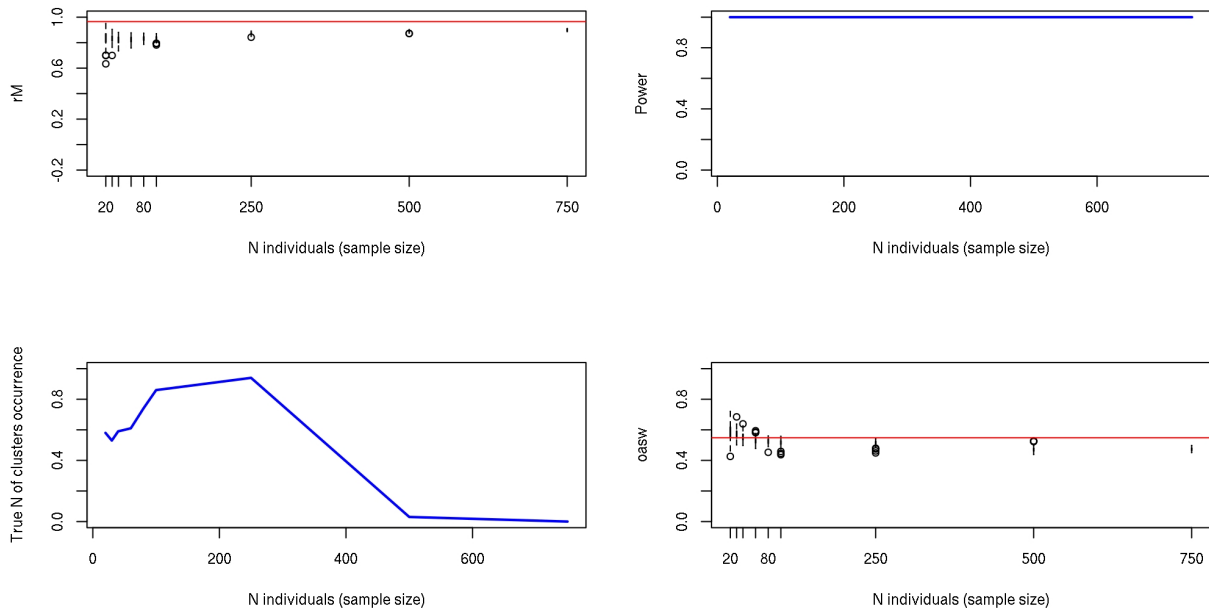 rM
1.0
0.6
0.2
-0.2
20 80 250 500 750
N individuals (sample size)
Power
0.8
0.4
0.0
0 200 400 600
N individuals (sample size)
True N of clusters occurrence
0.8
0.4
0.0
0 200 400 600
N individuals (sample size)
oasw
0.8
0.4
0.0
20 80 250 500 750
N individuals (sample size)